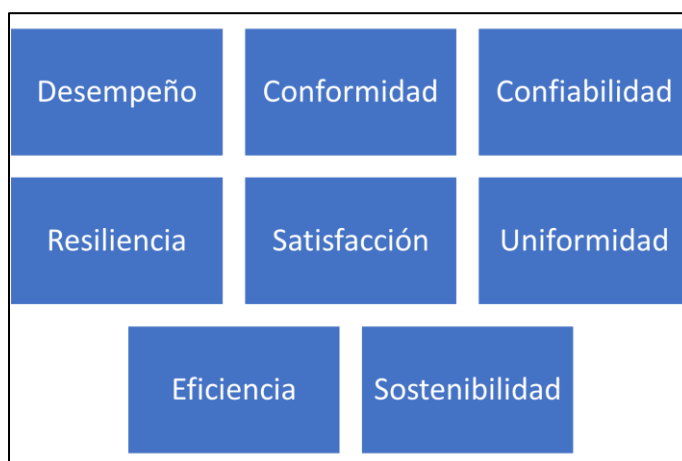 Desempeño
Conformidad
Confiabilidad
Resiliencia
Satisfacción
Uniformidad
Eficiencia
Sostenibilidad